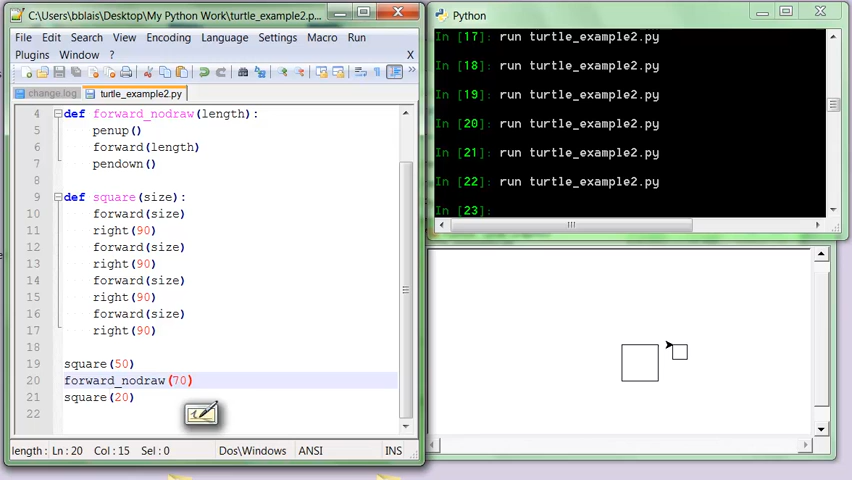 C:\Users\bblais\Desktop\My Python Work\turtle_example2.p...
File Edit Search View Encoding Language Settings Macro Run
Plugins Window ? X
change.log turtle_example2.py
4 def forward_nodraw(length):
5 penup()
6 forward(length)
7 pendown()
8
9 def square(size):
10 forward(size)
11 right(90)
12 forward(size)
13 right(90)
14 forward(size)
15 right(90)
16 forward(size)
17 right(90)
18
19 square(50)
20 forward_nodraw(70)
21 square(20)
22
length : Ln : 20 Col : 15 Sel : 0 Dos\Windows ANSI INS
Python
In [17]: run turtle_example2.py
In [18]: run turtle_example2.py
In [19]: run turtle_example2.py
In [20]: run turtle_example2.py
In [21]: run turtle_example2.py
In [22]: run turtle_example2.py
In [23]: